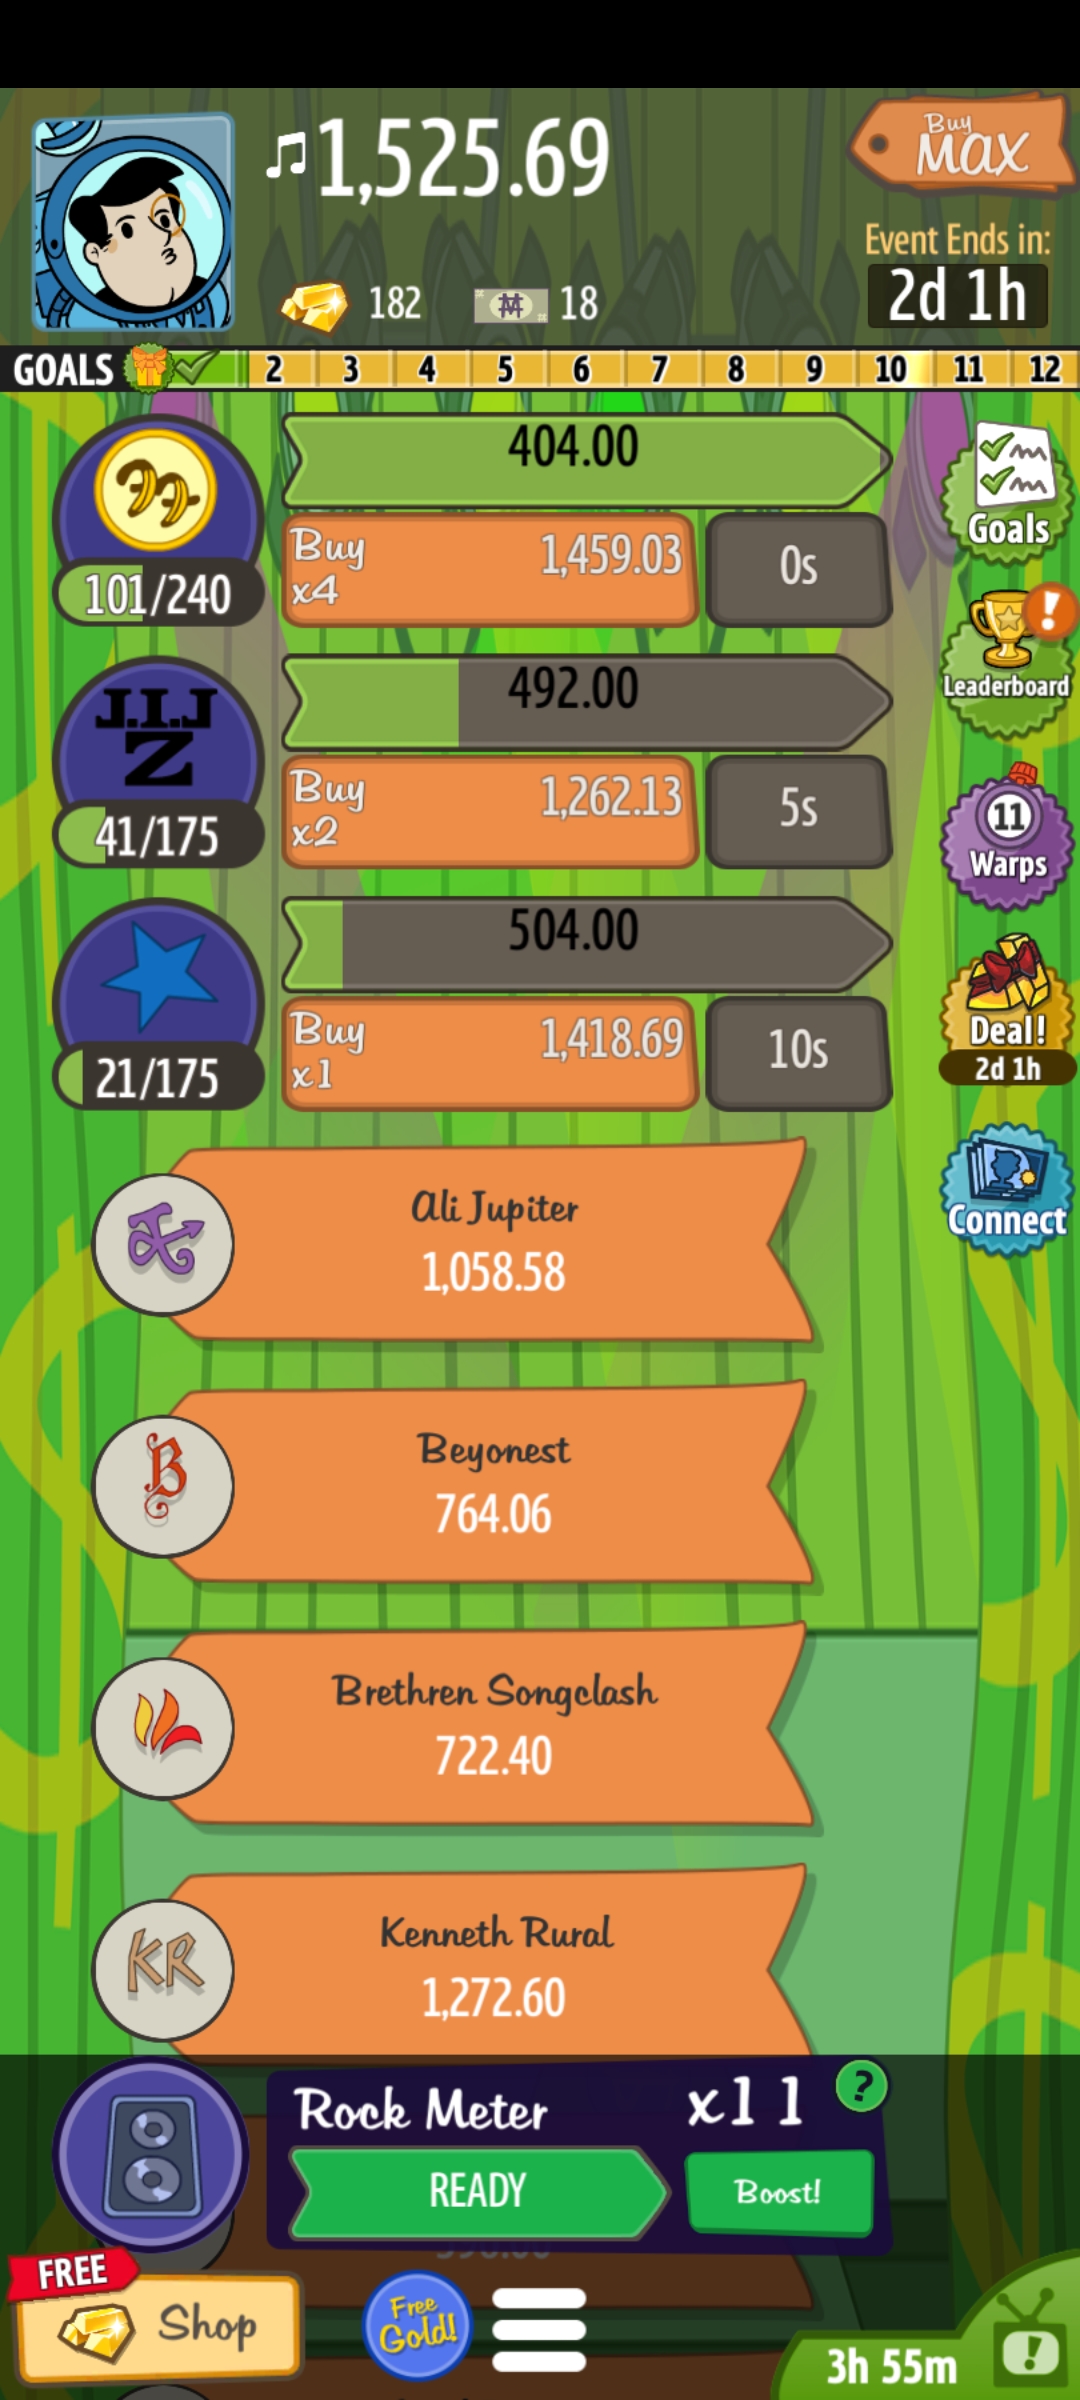 1,525.69
Buy
MAX
Event Ends in:
182
18
2d 1h
GOALS 2 3 4 5 6 7 8 9 10 11 12
404.00
Buy
x4
1,459.03
0s
101/240
Goals
J.I.J
Z
492.00
Buy
x2
1,262.13
5s
41/175
Leaderboard
11
Warps
504.00
Buy
x1
1,418.69
10s
21/175
Deal!
2d 1h
Connect
Ali Jupiter
1,058.58
B
Beyonest
764.06
Brethren Songclash
722.40
KR
Kenneth Rural
1,272.60
Rock Meter
x11
?
READY
Boost!
FREE
Shop
Free
Gold!
3h 55m